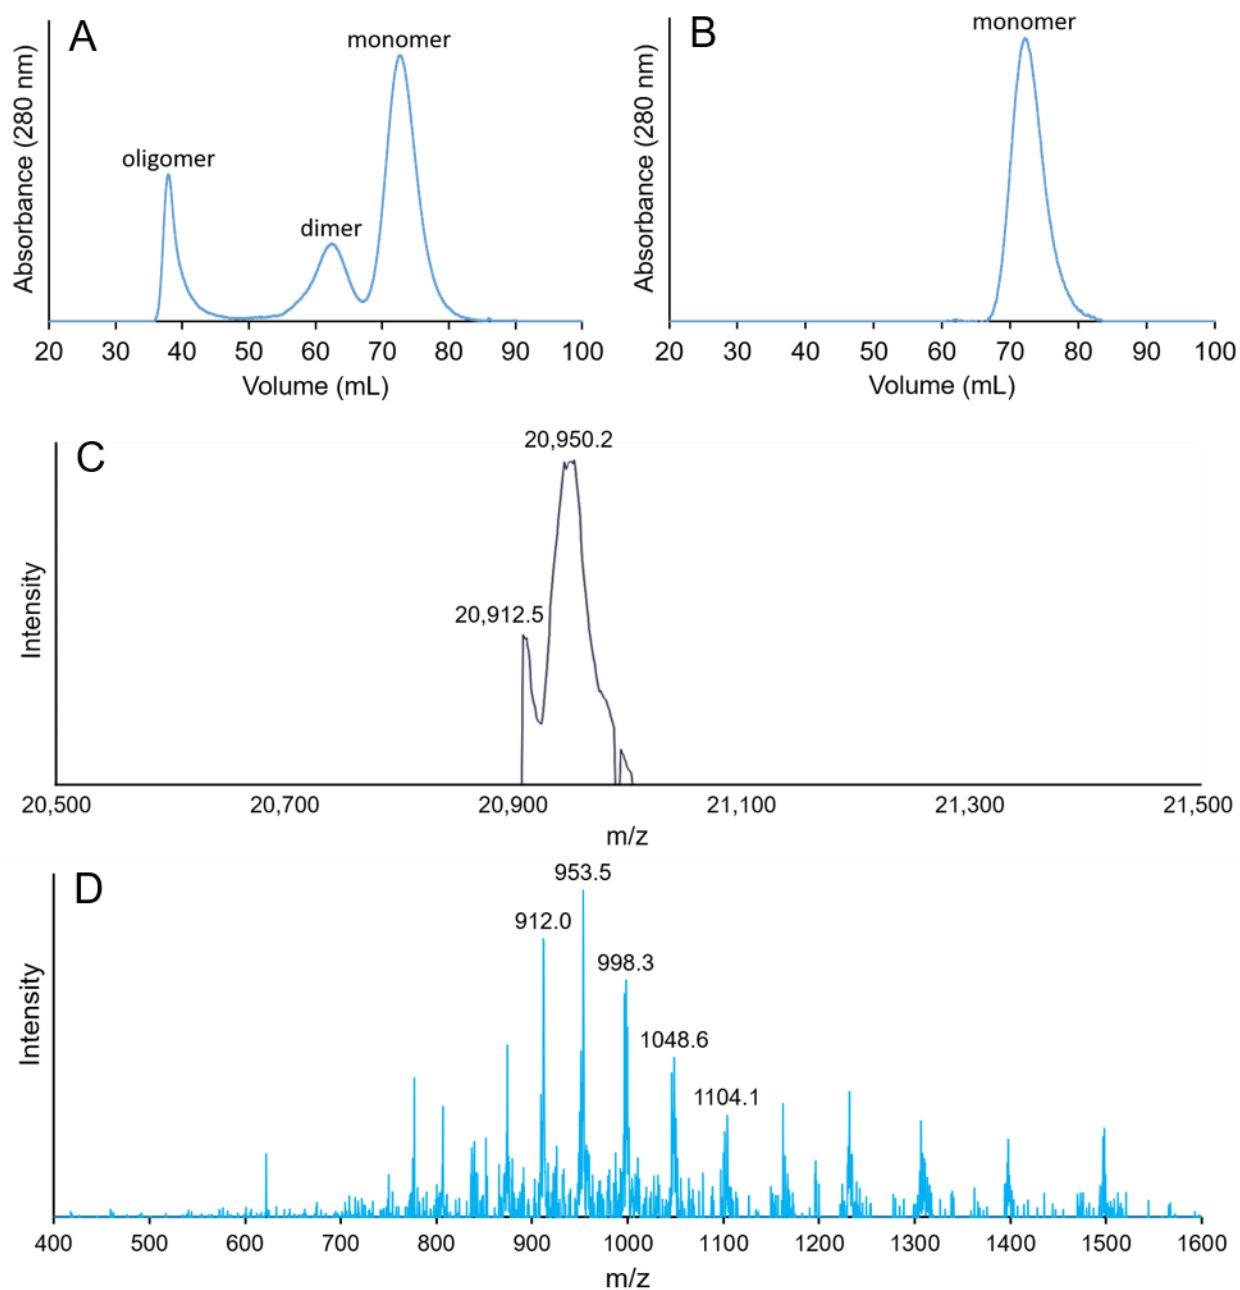 A
monomer
oligomer
dimer
Absorbance (280 nm)
20 30 40 50 60 70 80 90 100
Volume (mL)
B
monomer
Absorbance (280 nm)
20 30 40 50 60 70 80 90 100
Volume (mL)
C
20,950.2
20,912.5
Intensity
20,500 20,700 20,900 21,100 21,300 21,500
m/z
D
953.5
912.0
998.3
1048.6
1104.1
Intensity
400 500 600 700 800 900 1000 1100 1200 1300 1400 1500 1600
m/z